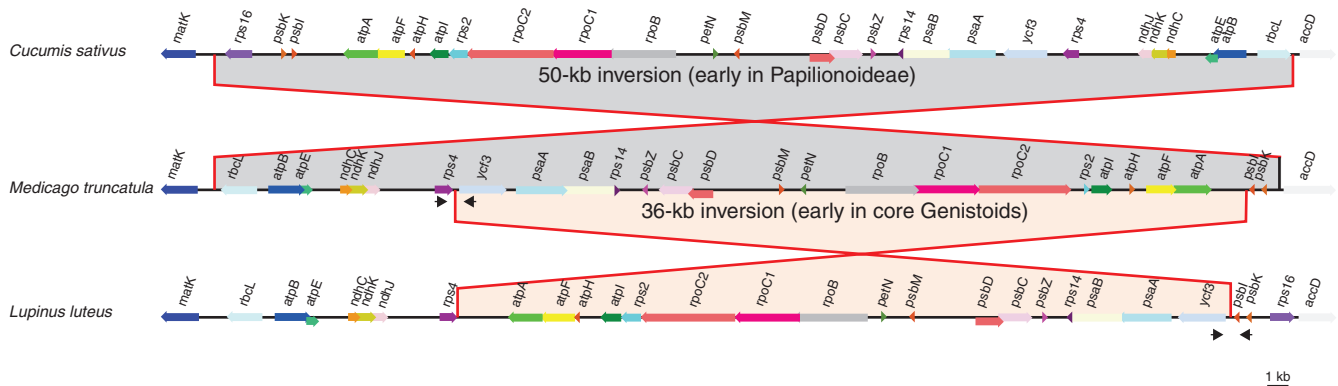 matK rps16 psbK psbI atpA atpF atpH atpI rps2 rpoC2 rpoC1 rpoB petN psbM psbD psbC psbZ rps14 psaB psaA ycf3 rps4 ndhJ ndhK ndhC atpE atpB rbcL accD
Cucumis sativus
50-kb inversion (early in Papilionoideae)
matK rbcL atpB atpE ndhC ndhK ndhJ rps4 ycf3 psaA psaB rps14 psbZ psbC psbD psbM petN rpoB rpoC1 rpoC2 rps2 atpI atpH atpF atpA psbI psbK accD
Medicago truncatula
36-kb inversion (early in core Genistoids)
matK rbcL atpB atpE ndhC ndhK ndhJ rps4 atpA atpF atpH atpI rps2 rpoC2 rpoC1 rpoB petN psbM psbD psbC psbZ rps14 psaB psaA ycf3 psbI psbK rps16 accD
Lupinus luteus
1 kb